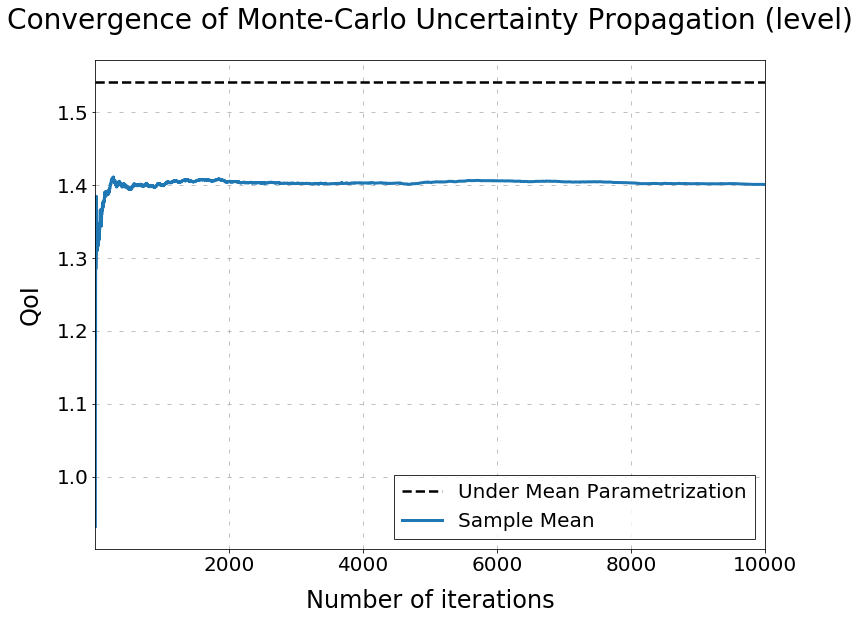 Convergence of Monte-Carlo Uncertainty Propagation (level)
1.5
1.4
1.3
1.2
1.1
1.0
QoI
Under Mean Parametrization
Sample Mean
2000 4000 6000 8000 10000
Number of iterations